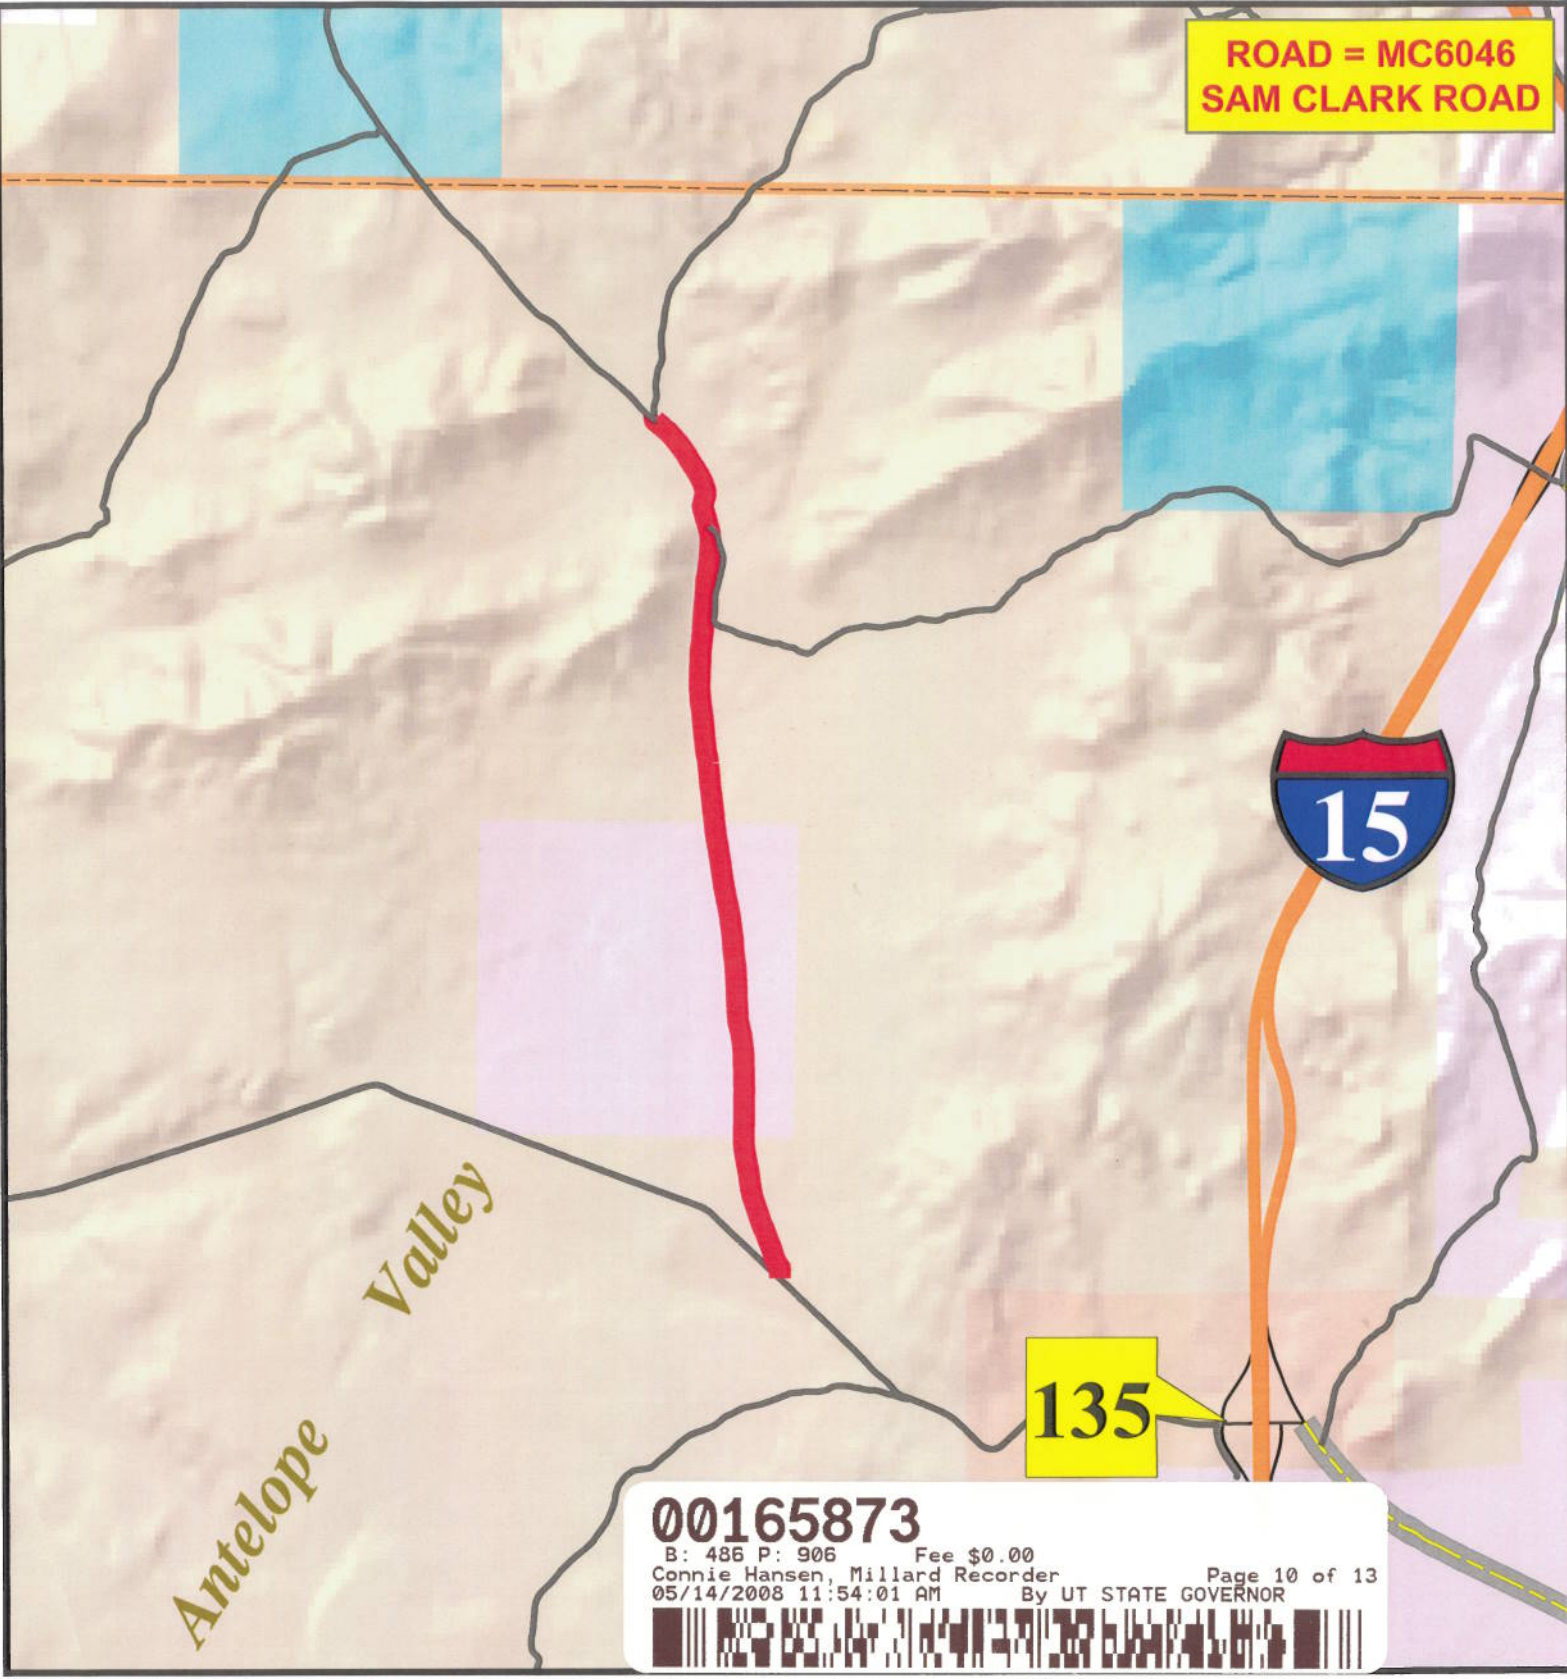 ROAD = MC6046
SAM CLARK ROAD
15
Valley
Antelope
135
00165873
B: 486 P: 906 Fee $0.00
Connie Hansen, Millard Recorder Page 10 of 13
05/14/2008 11:54:01 AM By UT STATE GOVERNOR